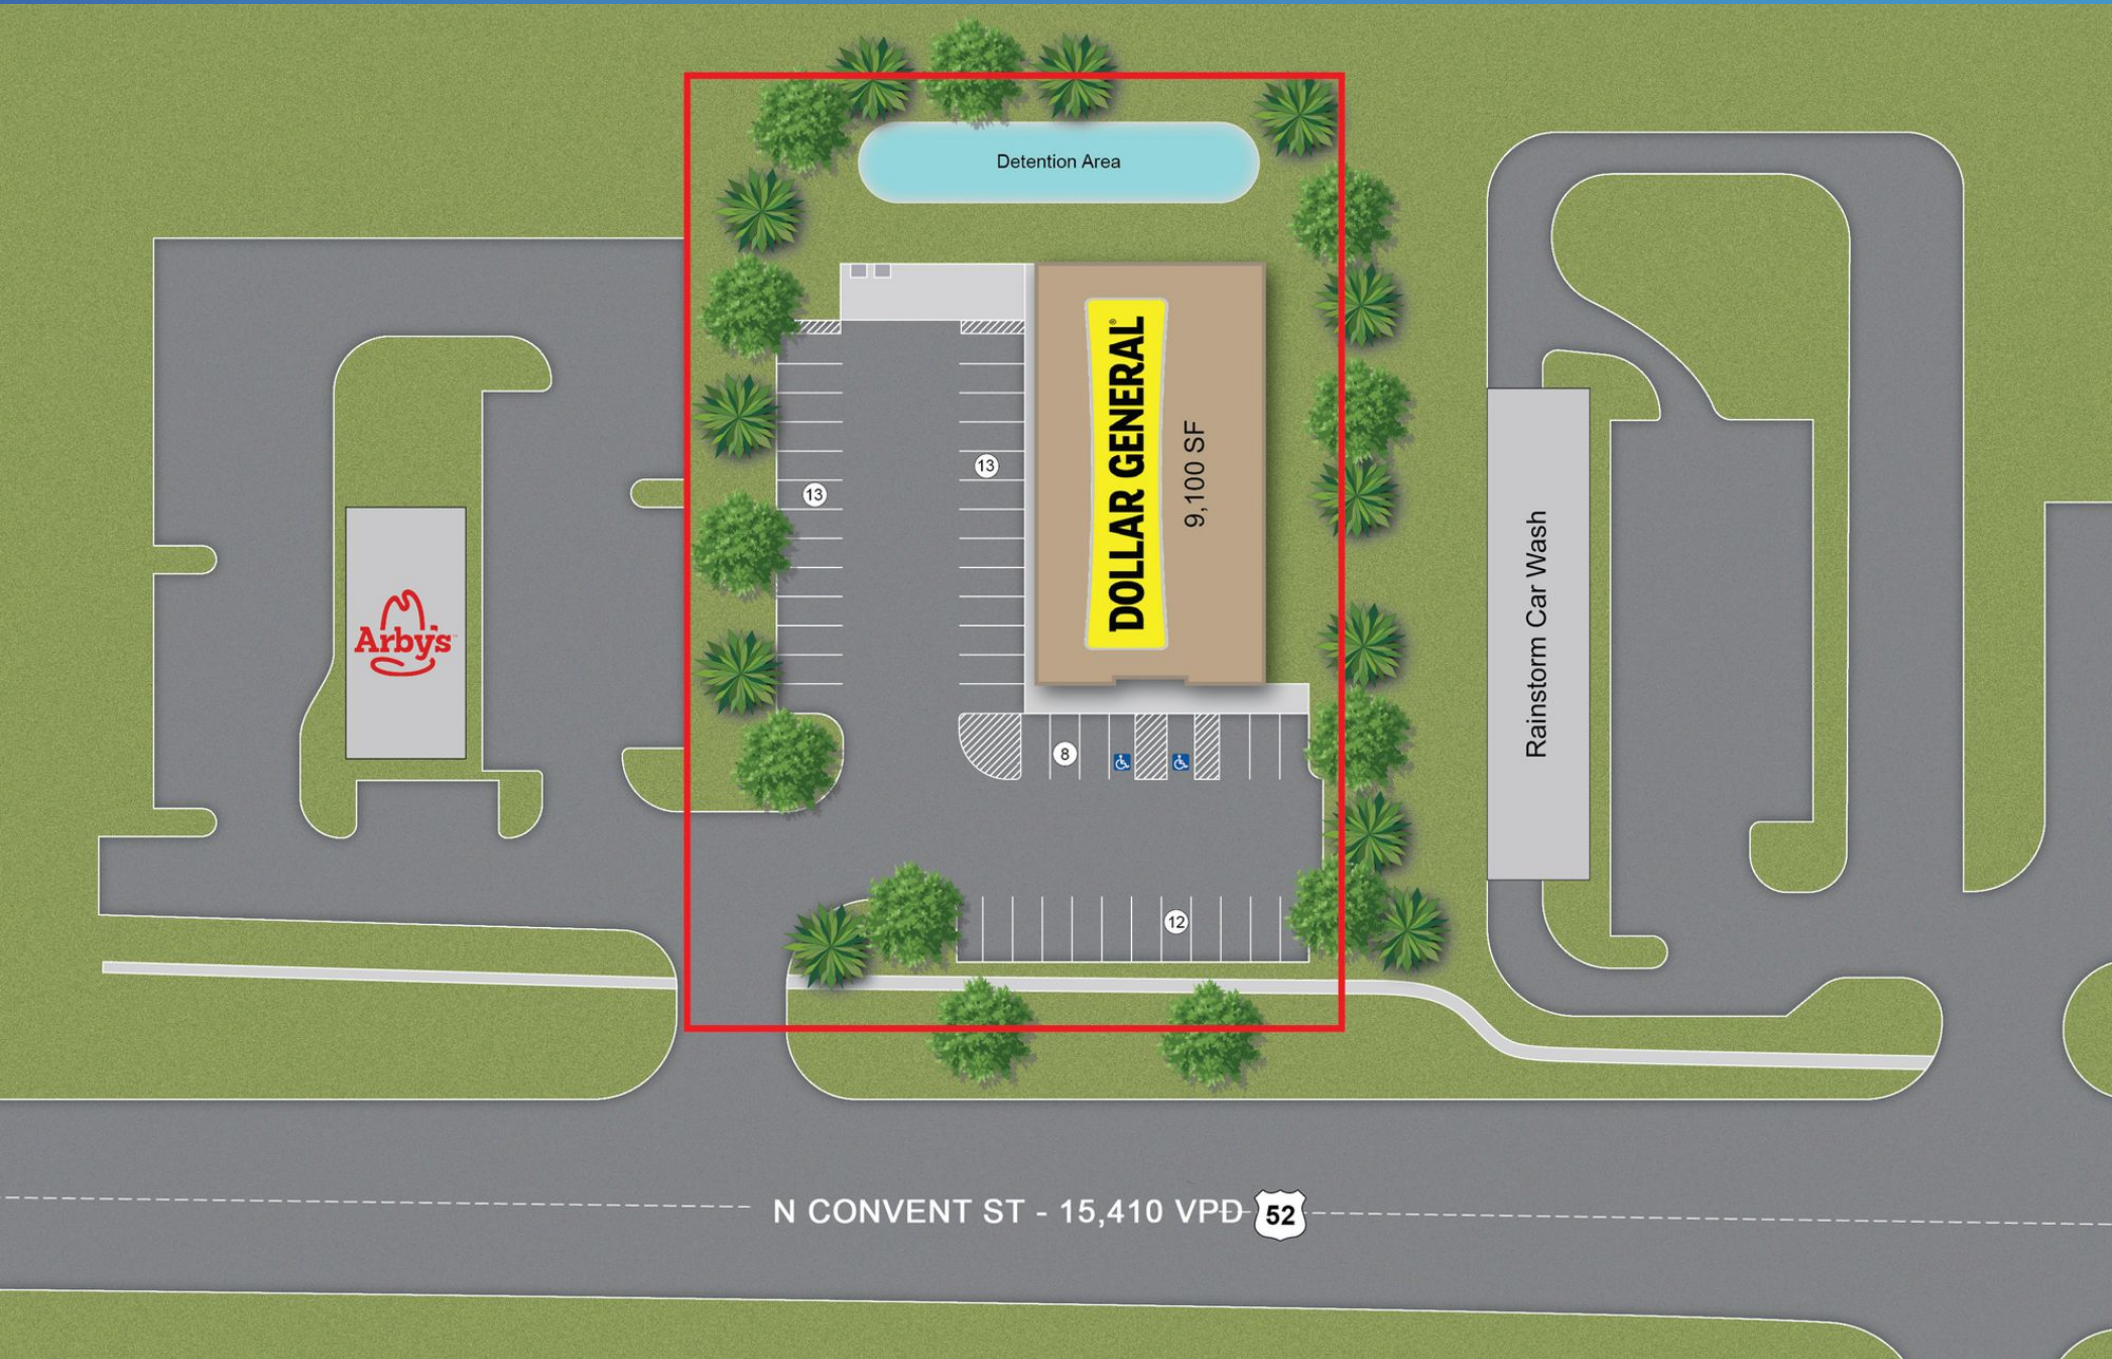 Detention Area
DOLLAR GENERAL®
9,100 SF
13
13
Arby's
Rainstorm Car Wash
8
12
N CONVENT ST - 15,410 VPD
52